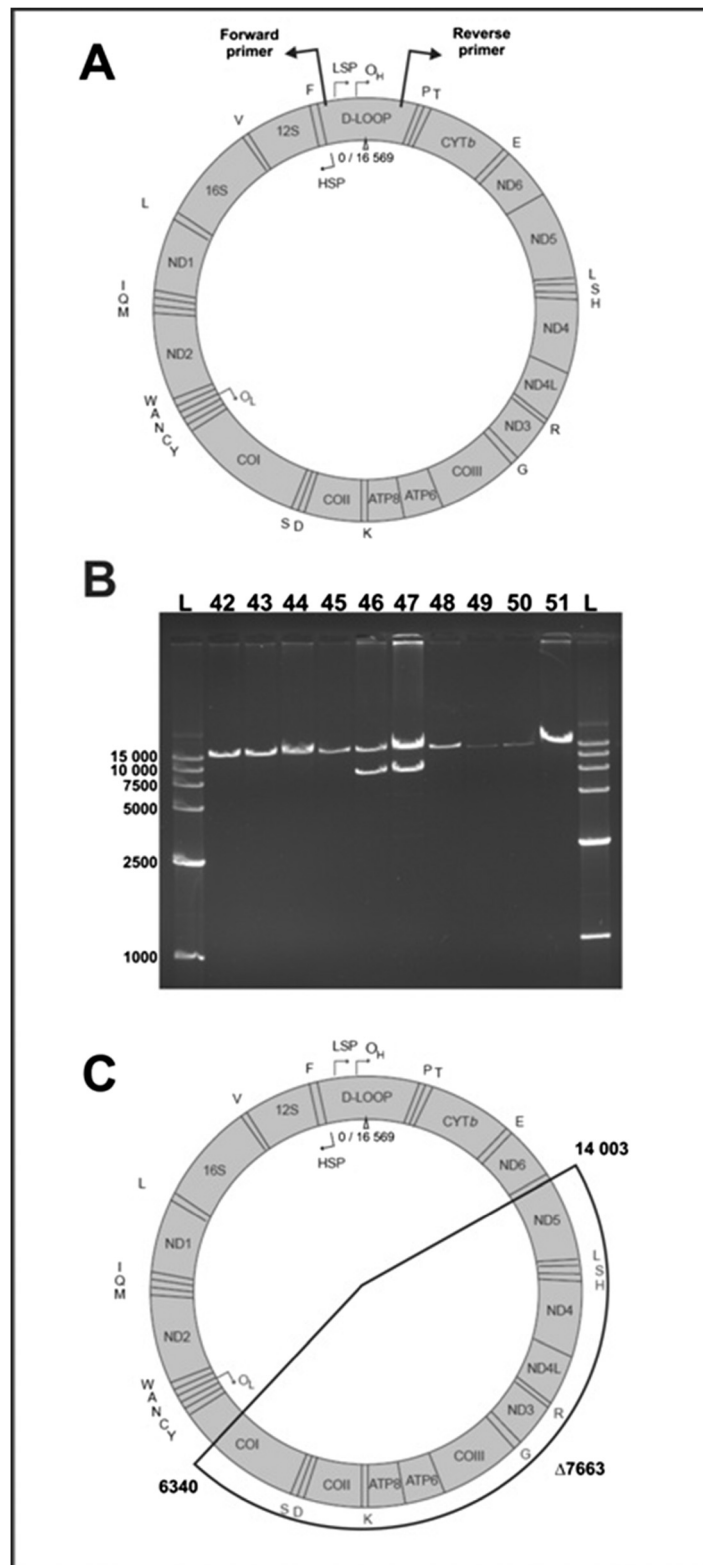 A
Forward primer
Reverse primer
LSP
OH
F
D-LOOP
P T
V
12S
CYTb
E
0 / 16 569
HSP
ND6
16S
L
ND5
ND1
L
S
H
I
Q
M
ND4
ND2
ND4L
W
A
N
C
Y
OL
R
ND3
G
COI
COIII
S D
COII
ATP8
ATP6
K
B
L 42 43 44 45 46 47 48 49 50 51 L
15 000
10 000
7500
5000
2500
1000
C
LSP
OH
F
D-LOOP
P T
V
12S
CYTb
E
0 / 16 569
HSP
ND6
14 003
16S
L
ND5
ND1
L
S
H
I
Q
M
ND4
ND2
ND4L
W
A
N
C
Y
OL
R
ND3
G
COI
COIII
Δ7663
6340
S D
COII
ATP8
ATP6
K